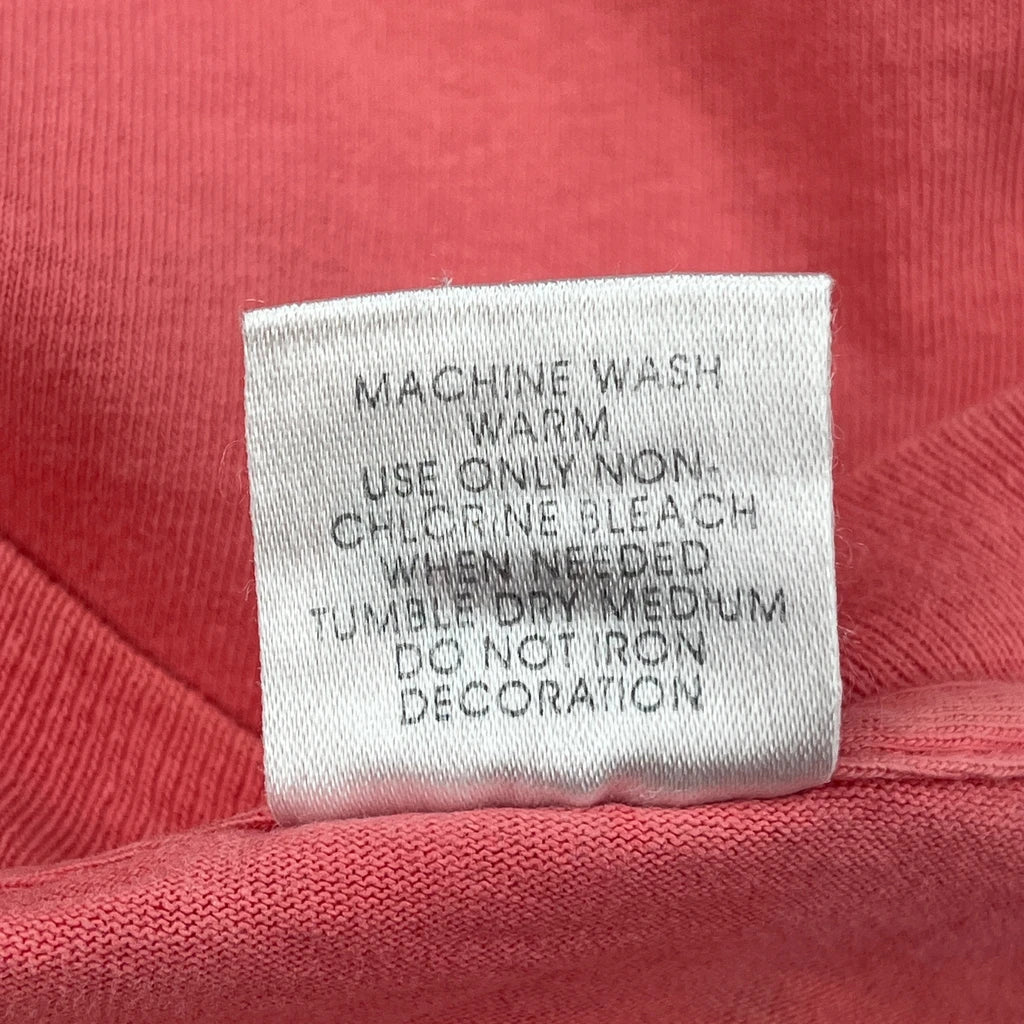 MACHINE WASH
WARM
USE ONLY NON-
CHLORINE BLEACH
WHEN NEEDED
TUMBLE DRY MEDIUM
DO NOT IRON
DECORATION